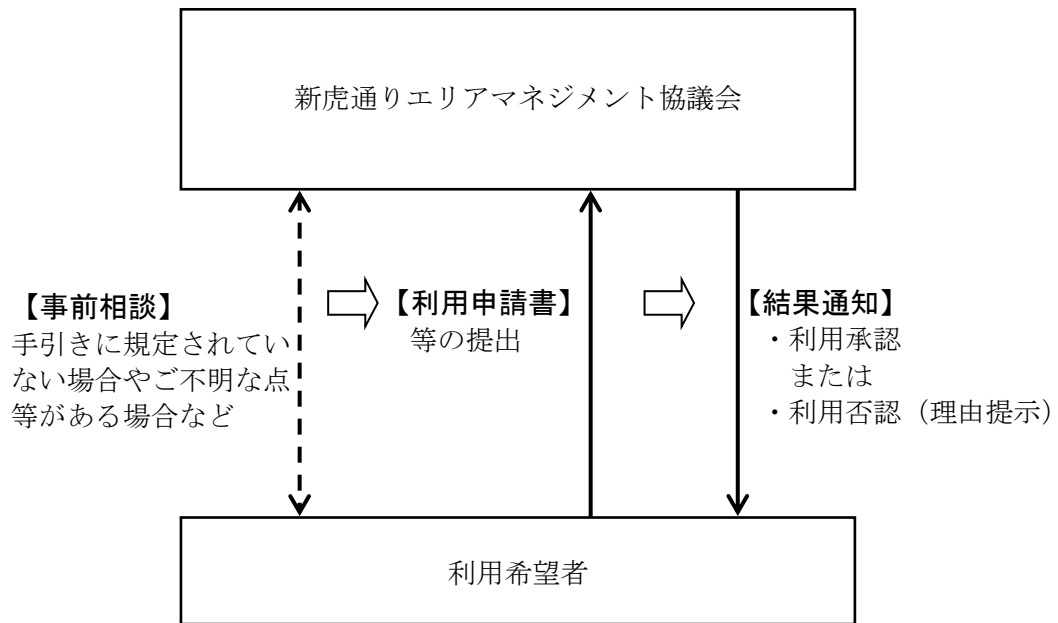 新虎通りエリアマネジメント協議会
【事前相談】
手引きに規定されてい
ない場合やご不明な点
等がある場合など
【利用申請書】
等の提出
【結果通知】
・利用承認
または
・利用否認（理由提示）
利用希望者